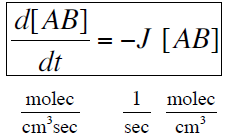 d[AB]/dt = −J [AB]
molec/cm³sec 1/sec molec/cm³